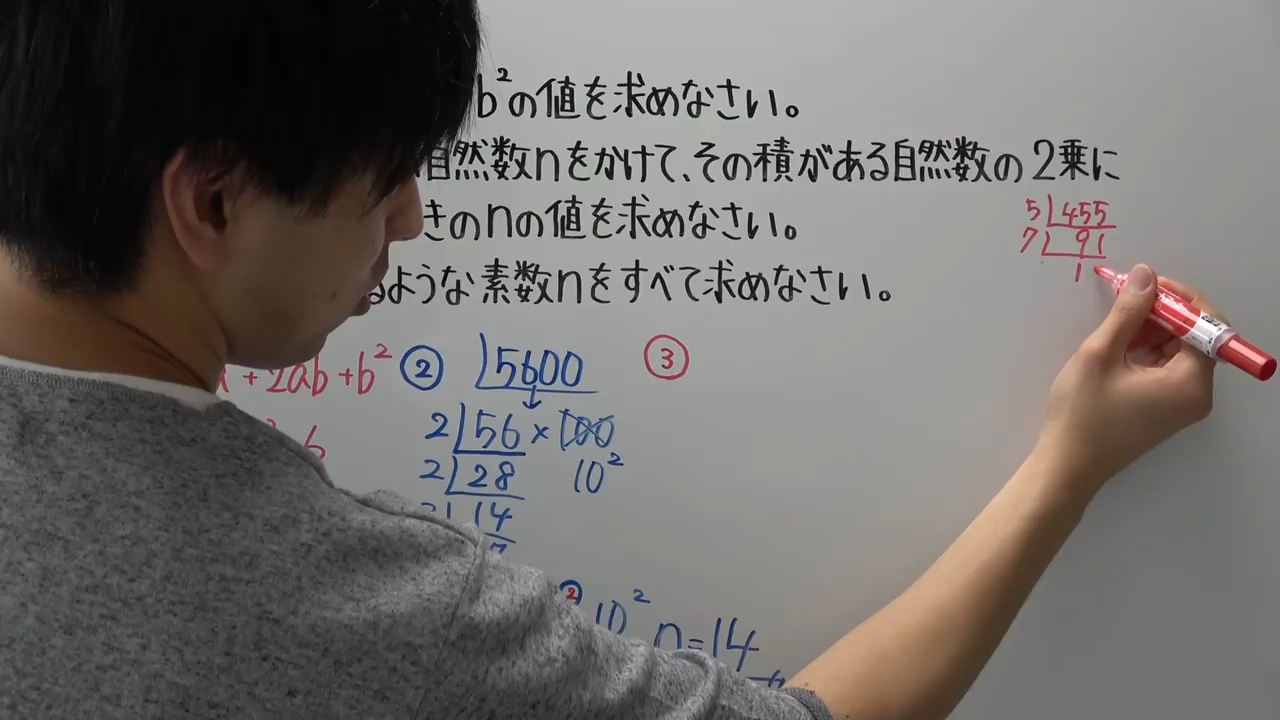 b²の値を求めなさい。
自然数nをかけて、その積がある自然数の2乗に
きのnの値を求めなさい。
ような素数nをすべて求めなさい。
5 455
7 91
1
+2ab+b²
② 5600
2 56×100
2 28 10²
14
7
10² n=14
③